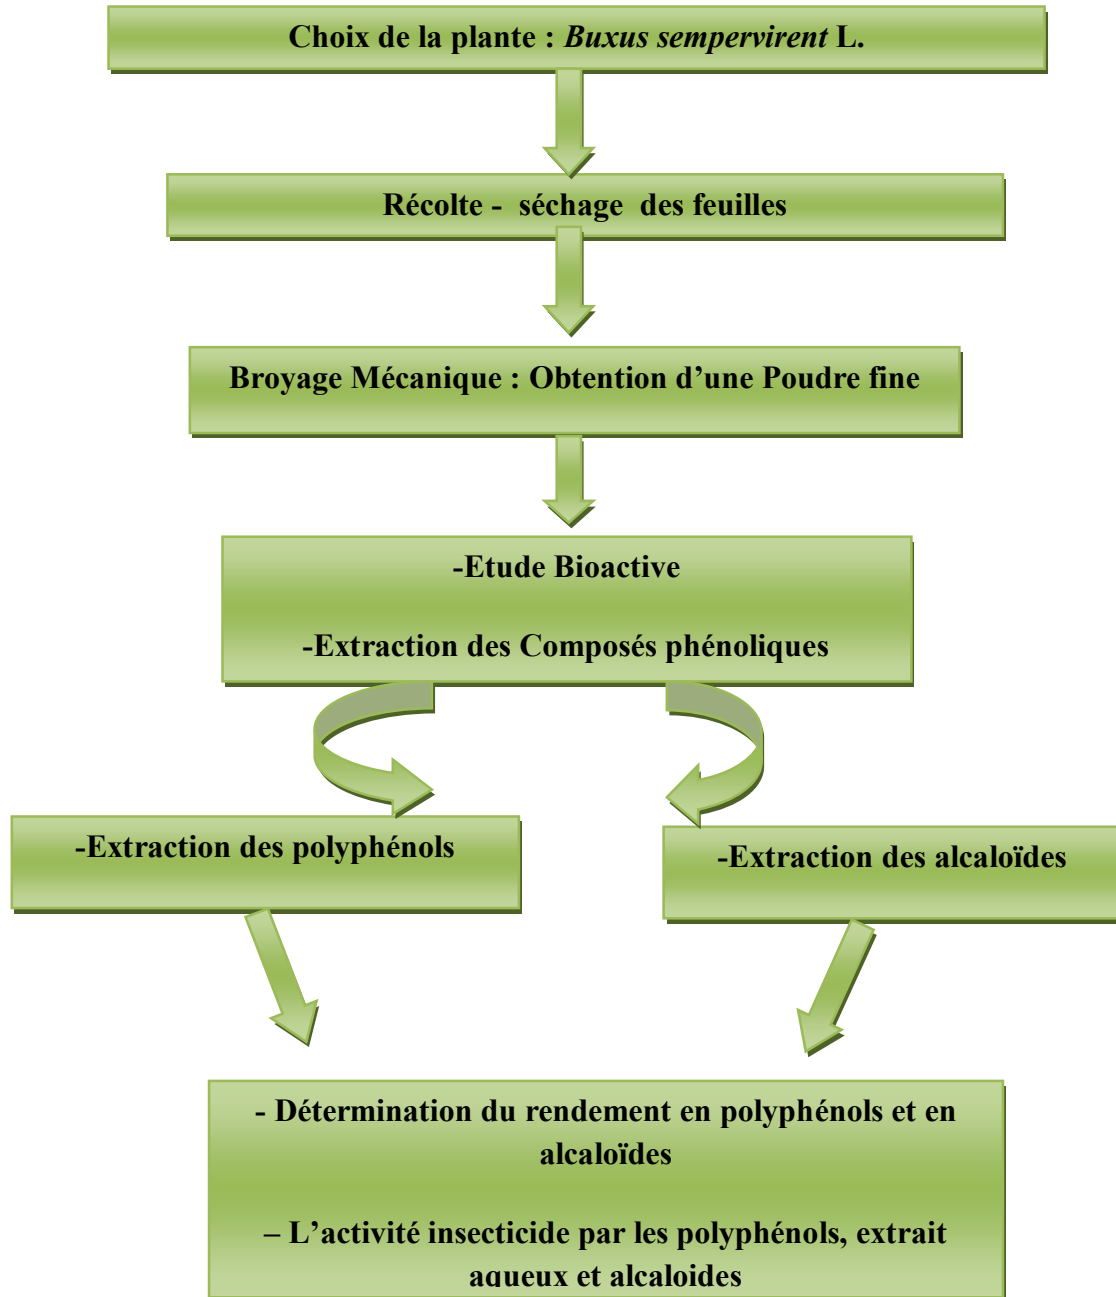 Choix de la plante : Buxus sempervirent L.
Récolte - séchage des feuilles
Broyage Mécanique : Obtention d’une Poudre fine
-Etude Bioactive
-Extraction des Composés phénoliques
-Extraction des polyphénols
-Extraction des alcaloïdes
- Détermination du rendement en polyphénols et en
alcaloïdes
– L’activité insecticide par les polyphénols, extrait
aqueux et alcaloides